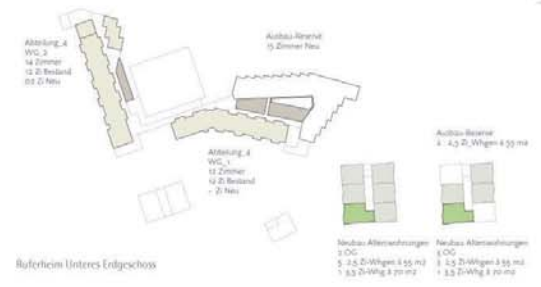 Abteilung_4
WG_2
14 Zimmer
12 Zi Bestand
02 Zi Neu
Ausbau-Reserve
15 Zimmer Neu
Abteilung_4
WG_1
12 Zimmer
12 Zi Bestand
- Zi Neu
Ausbau-Reserve
2 : 2,5 Zi_Whgen à 55 m2
Neubau Alterswohnungen
2.OG
5 : 2,5 Zi-Whgen à 55 m2
1 : 3,5 Zi-Whg à 70 m2
Neubau Alterswohnungen
3.OG
3 : 2,5 Zi-Whgen à 55 m2
1 : 3,5 Zi-Whg à 70 m2
Ruferheim Unteres Erdgeschoss